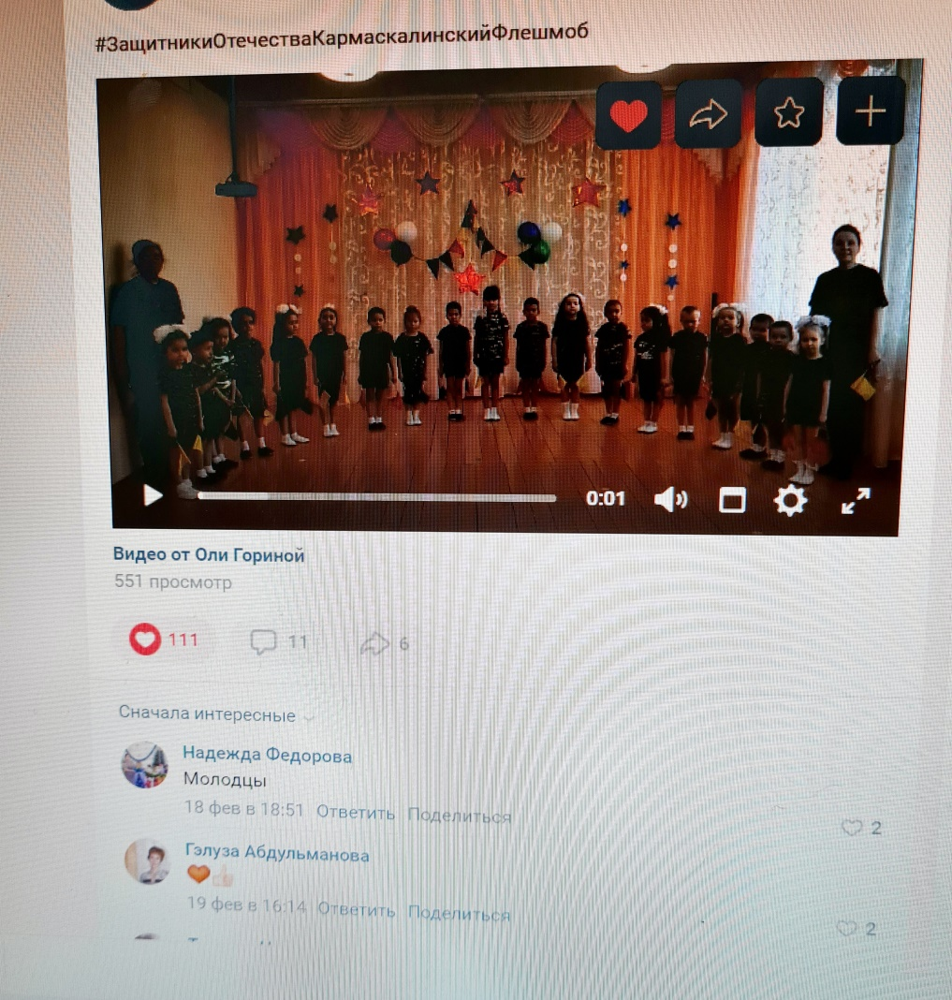 #ЗащитникиОтечестваКармаскалинскийФлешмоб
0:01
Видео от Оли Гориной
551 просмотр
111 11 6
Сначала интересные
Надежда Федорова
Молодцы
18 фев в 18:51 Ответить Поделиться
2
Гэлуза Абдульманова
19 фев в 16:14 Ответить Поделиться
2